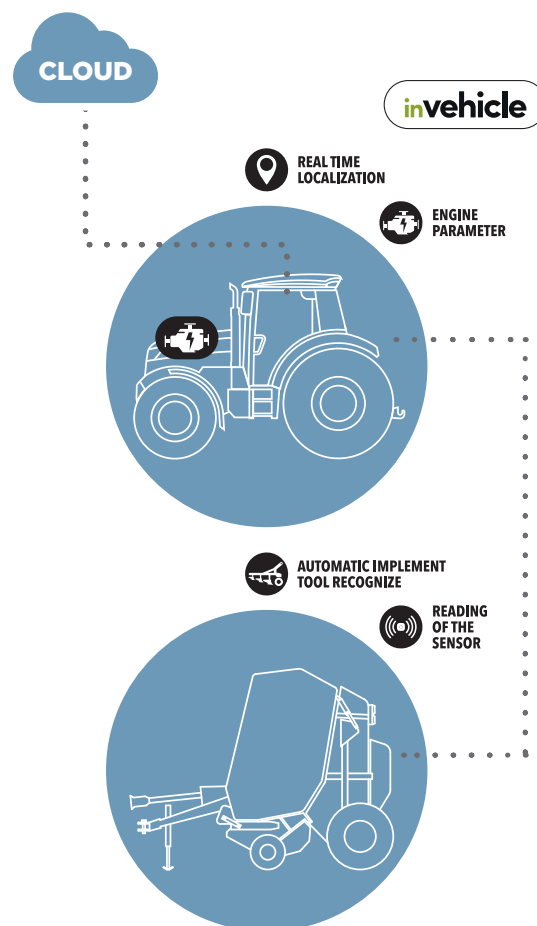 CLOUD
invehicle
REAL TIME
LOCALIZATION
ENGINE
PARAMETER
AUTOMATIC IMPLEMENT
TOOL RECOGNIZE
READING
OF THE
SENSOR